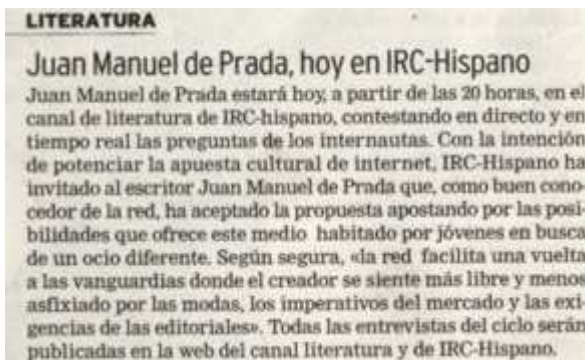 LITERATURA
Juan Manuel de Prada, hoy en IRC-Hispano
Juan Manuel de Prada estará hoy, a partir de las 20 horas, en el
canal de literatura de IRC-hispano, contestando en directo y en
tiempo real las preguntas de los internautas. Con la intención
de potenciar la apuesta cultural de internet, IRC-Hispano ha
invitado al escritor Juan Manuel de Prada que, como buen cono-
cedor de la red, ha aceptado la propuesta apostando por las posi-
bilidades que ofrece este medio habitado por jóvenes en busca
de un ocio diferente. Según segura, «la red facilita una vuelta
a las vanguardias donde el creador se siente más libre y menos
asfixiado por las modas, los imperativos del mercado y las exi-
gencias de las editoriales». Todas las entrevistas del ciclo serán
publicadas en la web del canal literatura y de IRC-Hispano.